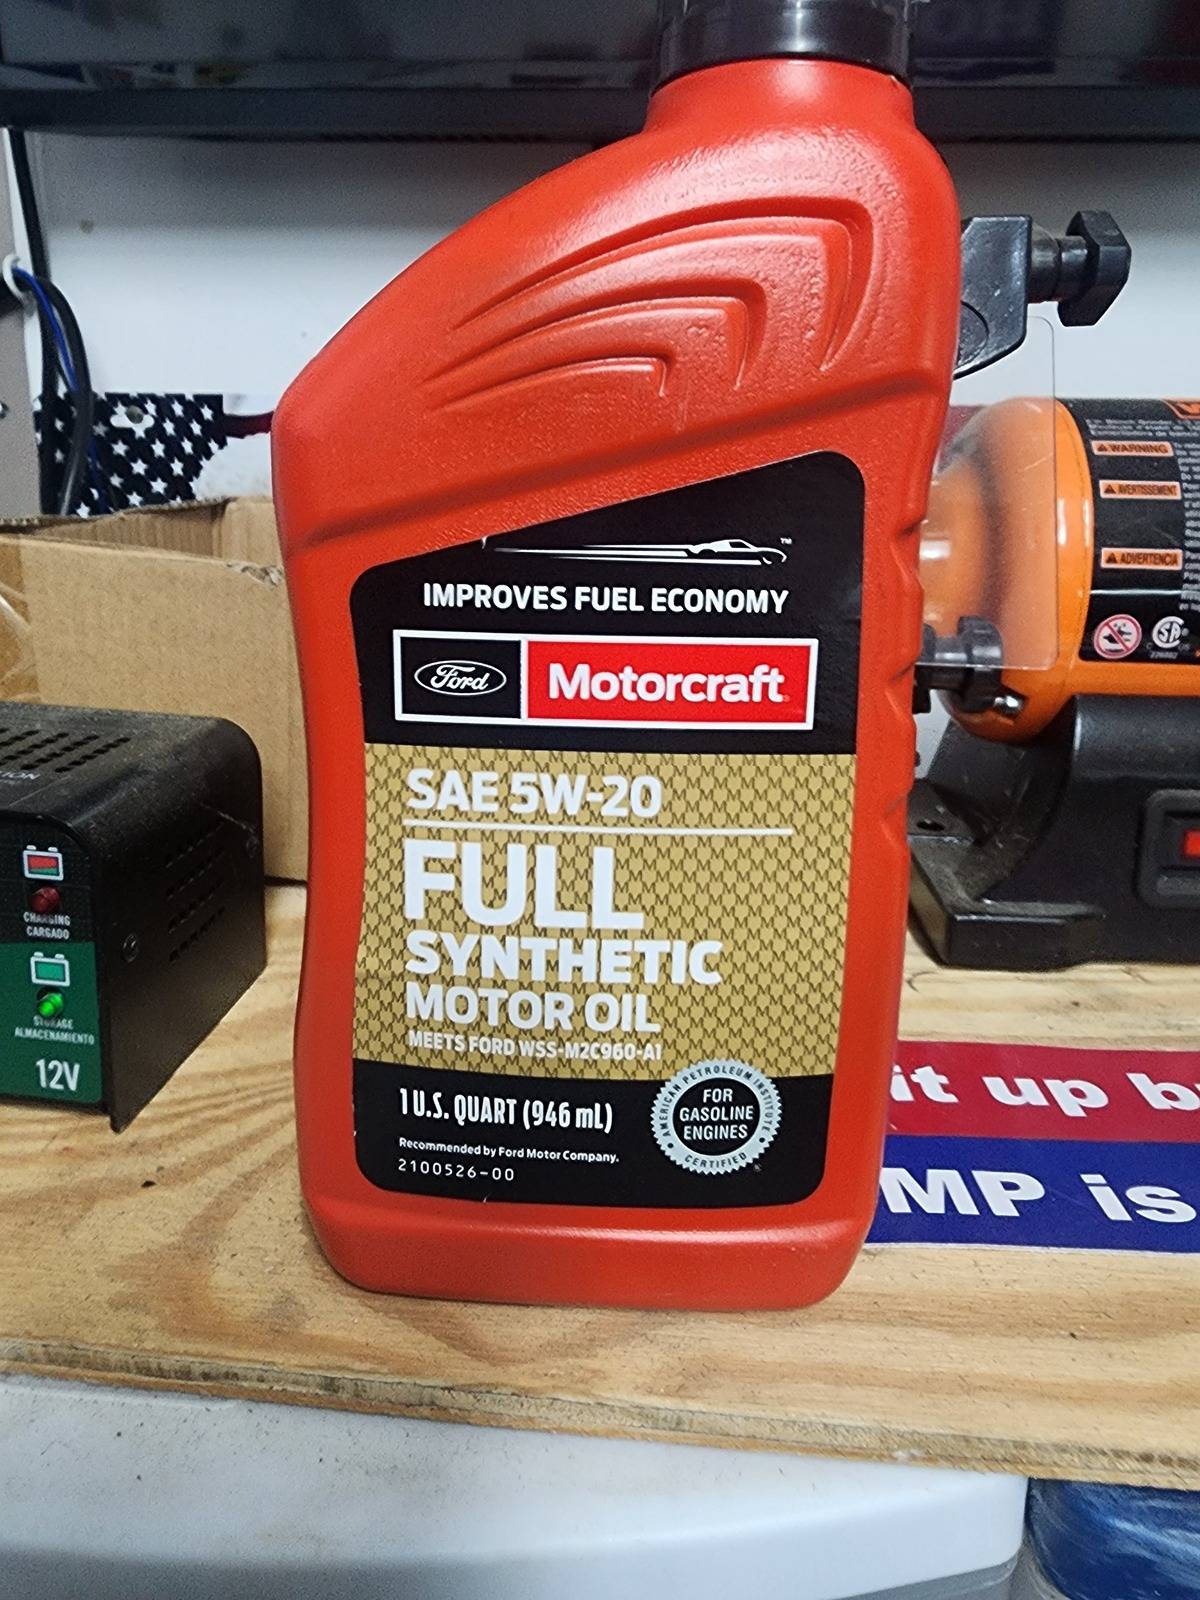 ™
IMPROVES FUEL ECONOMY
Ford
Motorcraft
SAE 5W-20
FULL
SYNTHETIC
MOTOR OIL
MEETS FORD WSS-M2C960-A1
1 U.S. QUART (946 mL)
Recommended by Ford Motor Company.
2100526-00
AMERICAN PETROLEUM INSTITUTE
FOR
GASOLINE
ENGINES
CERTIFIED
CHARGING
CARGADO
STORAGE
ALMACENAMIENTO
12V
WARNING
AVERTISSEMENT
ADVERTENCIA
it up b
MP is